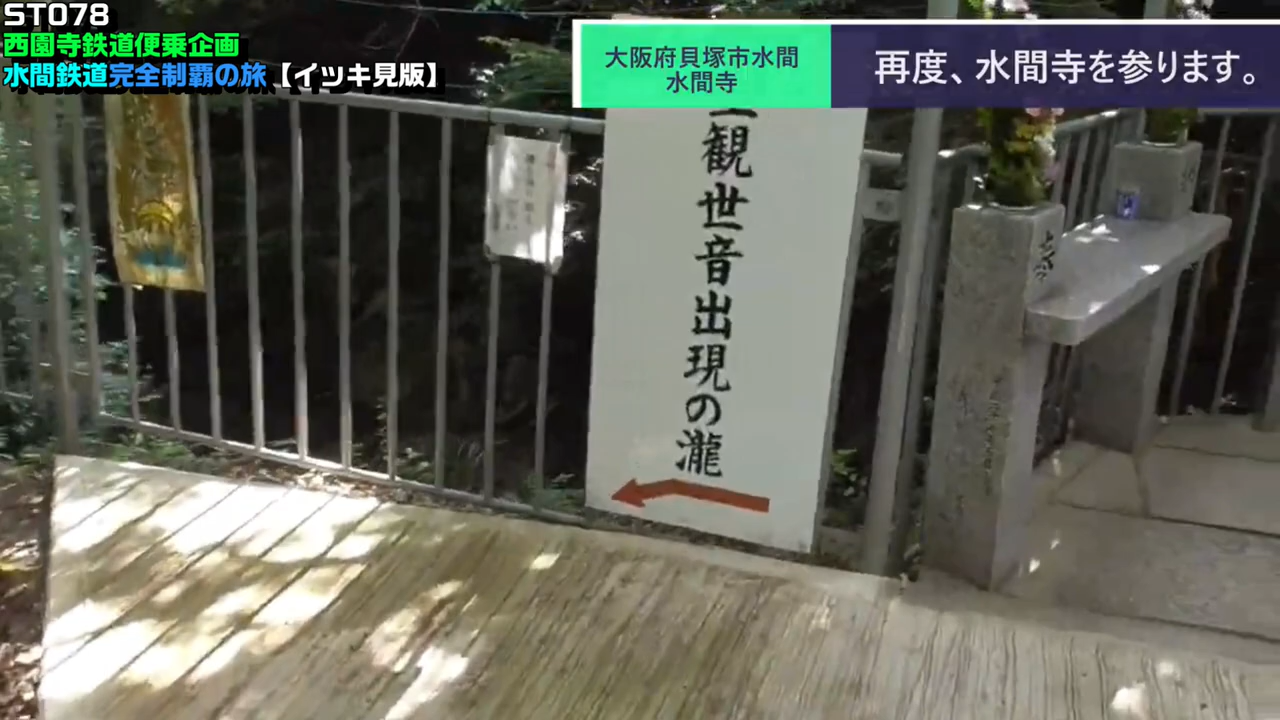 ST078
西園寺鉄道便乗企画
水間鉄道完全制覇の旅【イツキ見版】
大阪府貝塚市水間
水間寺
再度、水間寺を参ります。
観世音出現の瀧